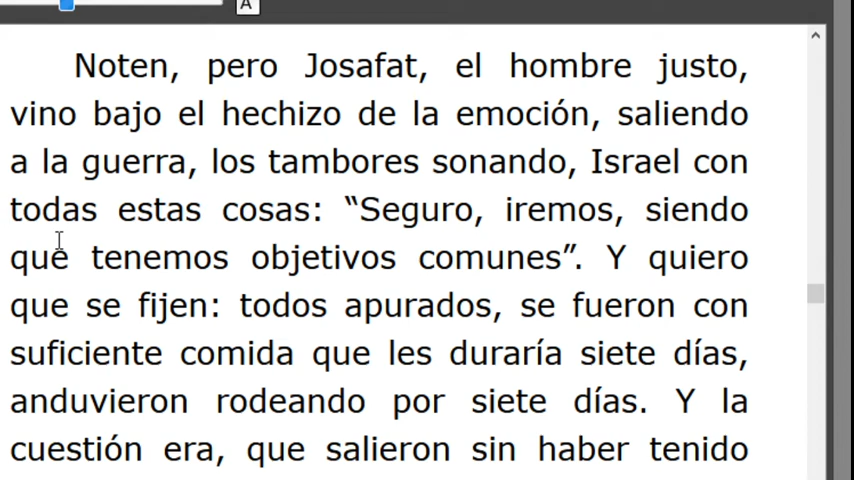 A
Noten, pero Josafat, el hombre justo,
vino bajo el hechizo de la emoción, saliendo
a la guerra, los tambores sonando, Israel con
todas estas cosas: “Seguro, iremos, siendo
que tenemos objetivos comunes”. Y quiero
que se fijen: todos apurados, se fueron con
suficiente comida que les duraría siete días,
anduvieron rodeando por siete días. Y la
cuestión era, que salieron sin haber tenido